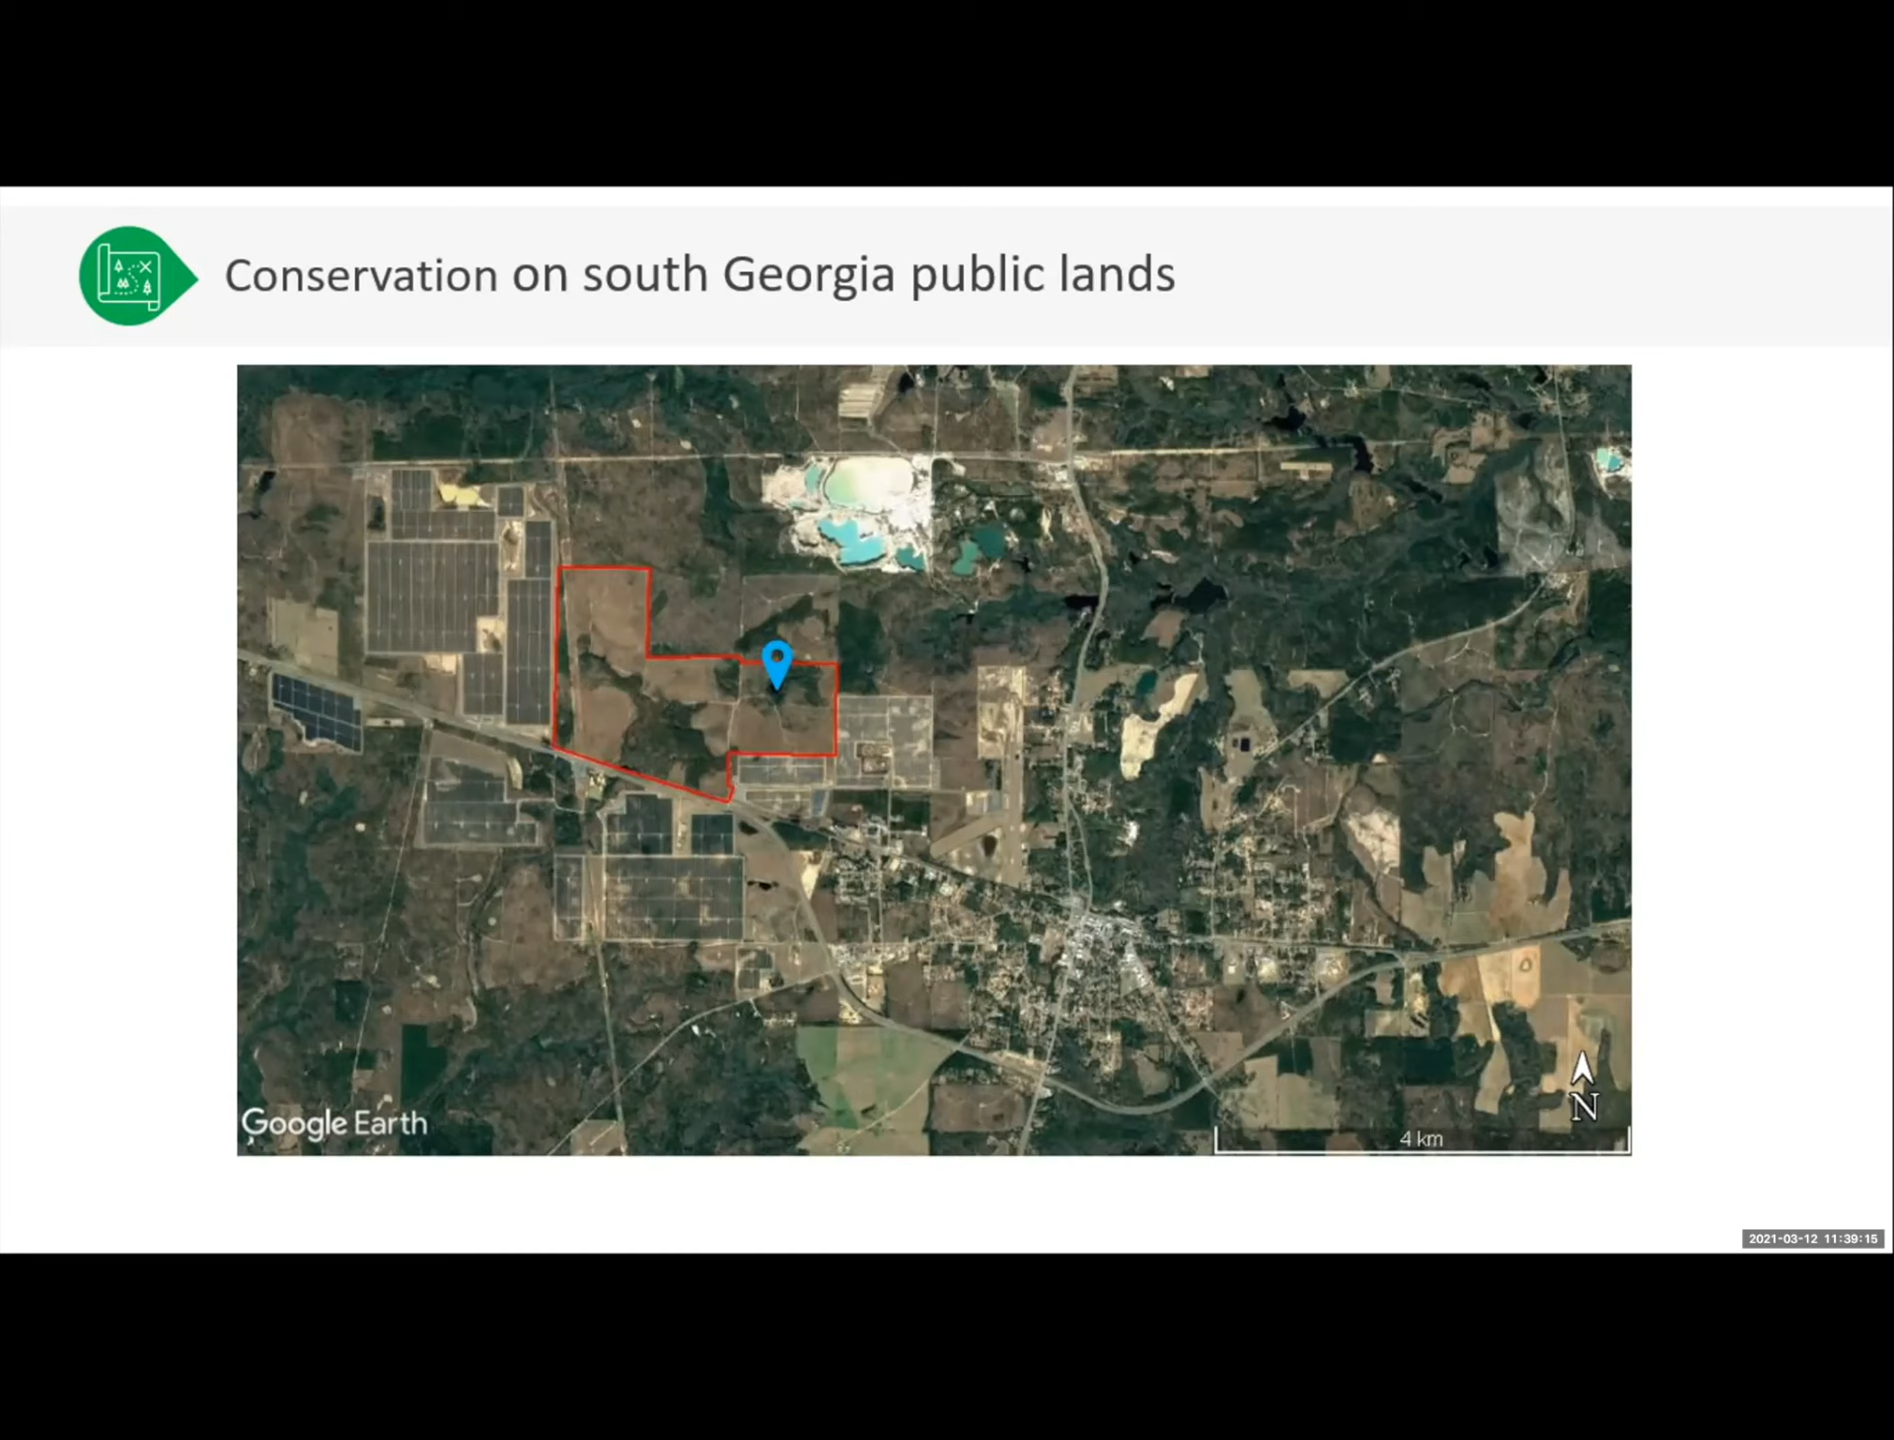 Conservation on south Georgia public lands
N
4 km
Google Earth
2021-03-12 11:39:15